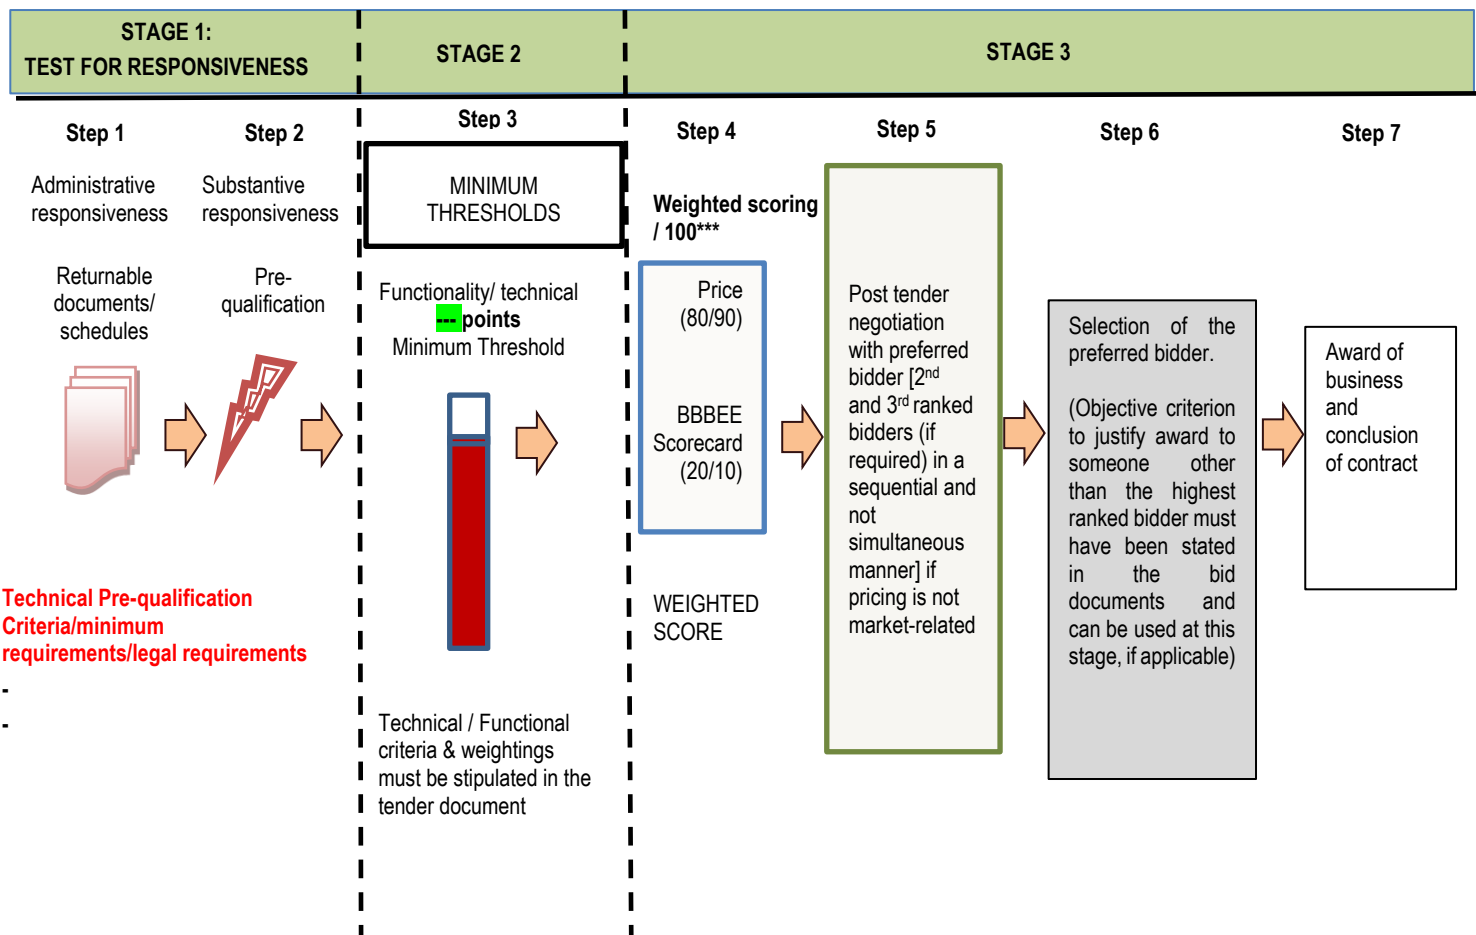 STAGE 1:
TEST FOR RESPONSIVENESS
STAGE 2
STAGE 3
Step 1
Administrative
responsiveness
Returnable
documents/
schedules
Step 2
Substantive
responsiveness
Pre-
qualification
Technical Pre-qualification
Criteria/minimum
requirements/legal requirements
-
-
Step 3
MINIMUM
THRESHOLDS
Functionality/ technical
--- points
Minimum Threshold
Technical / Functional
criteria & weightings
must be stipulated in the
tender document
Step 4
Weighted scoring
/ 100***
Price
(80/90)
BBBEE
Scorecard
(20/10)
WEIGHTED
SCORE
Step 5
Post tender
negotiation
with preferred
bidder [2nd
and 3rd ranked
bidders (if
required) in a
sequential and
not
simultaneous
manner] if
pricing is not
market-related
Step 6
Selection of the
preferred bidder.
(Objective criterion
to justify award to
someone other
than the highest
ranked bidder must
have been stated
in the bid
documents and
can be used at this
stage, if applicable)
Step 7
Award of
business
and
conclusion
of contract